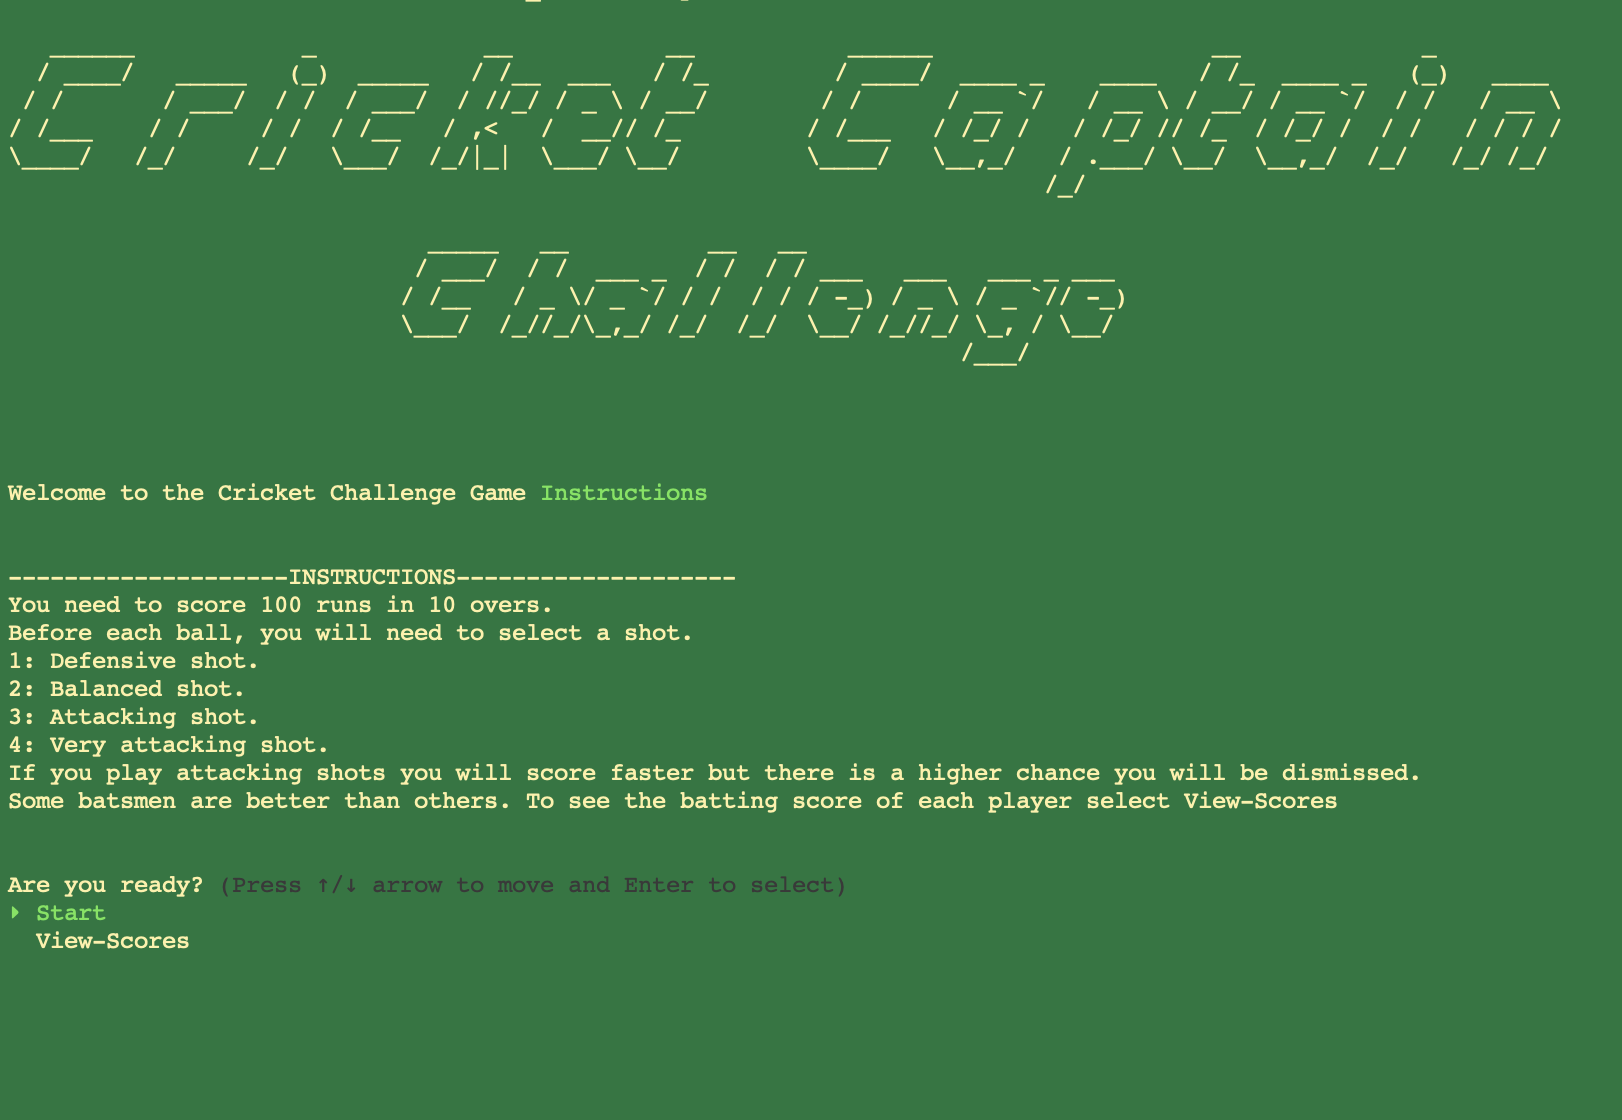 Cricket Captain
Challenge
Welcome to the Cricket Challenge Game Instructions
--------------------INSTRUCTIONS--------------------
You need to score 100 runs in 10 overs.
Before each ball, you will need to select a shot.
1: Defensive shot.
2: Balanced shot.
3: Attacking shot.
4: Very attacking shot.
If you play attacking shots you will score faster but there is a higher chance you will be dismissed.
Some batsmen are better than others. To see the batting score of each player select View-Scores
Are you ready? (Press ↑/↓ arrow to move and Enter to select)
‣ Start
View-Scores